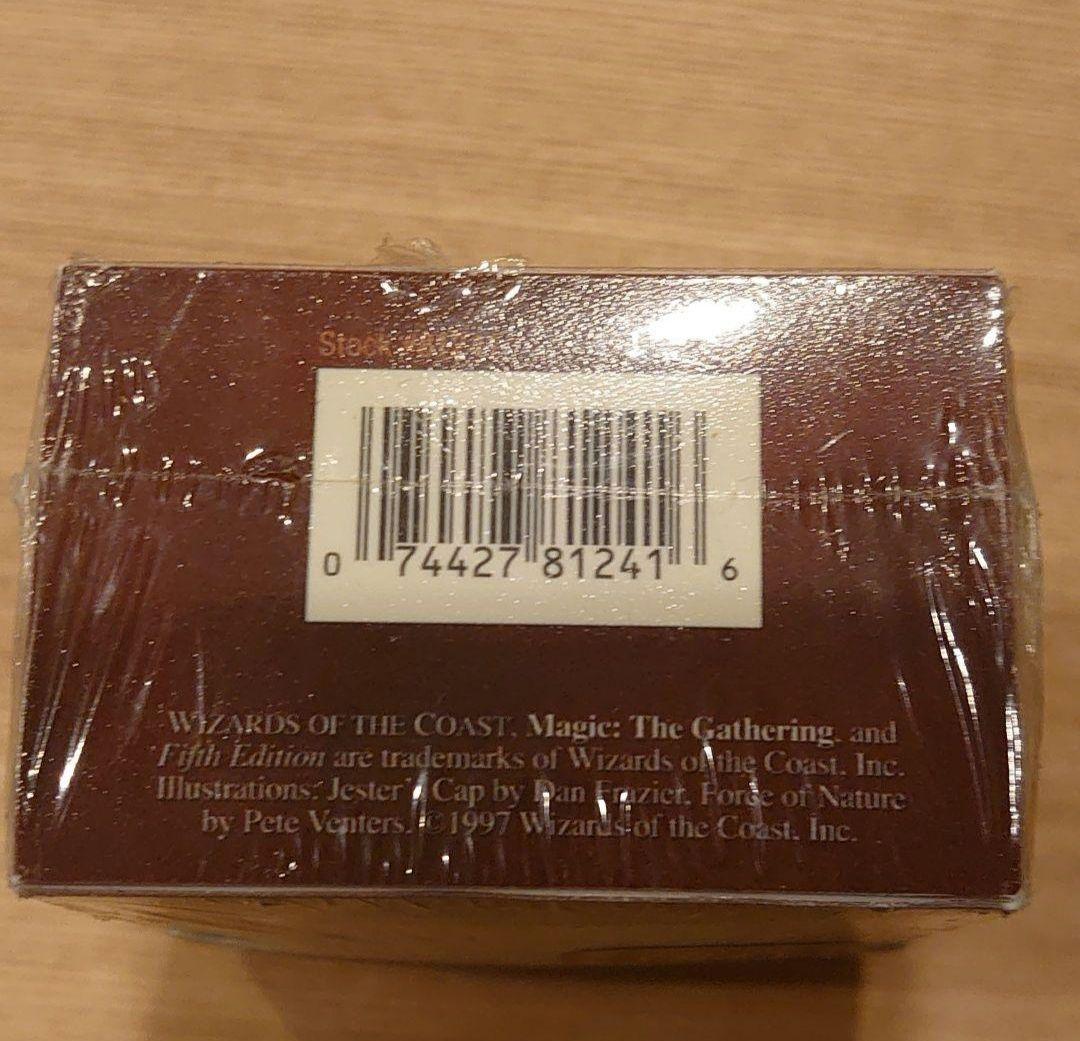 Stock
0 74427 81241 6
WIZARDS OF THE COAST, Magic: The Gathering, and
Fifth Edition are trademarks of Wizards of the Coast, Inc.
Illustrations: Jester's Cap by Dan Frazier, Force of Nature
by Pete Venters. ©1997 Wizards of the Coast, Inc.